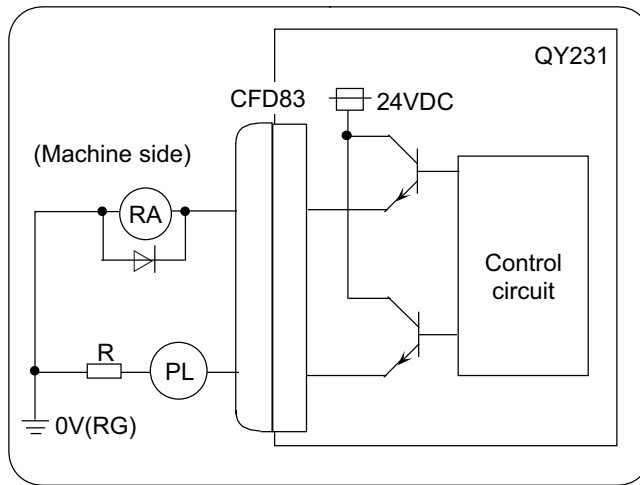 QY231
CFD83
24VDC
(Machine side)
RA
Control
circuit
R
PL
0V(RG)